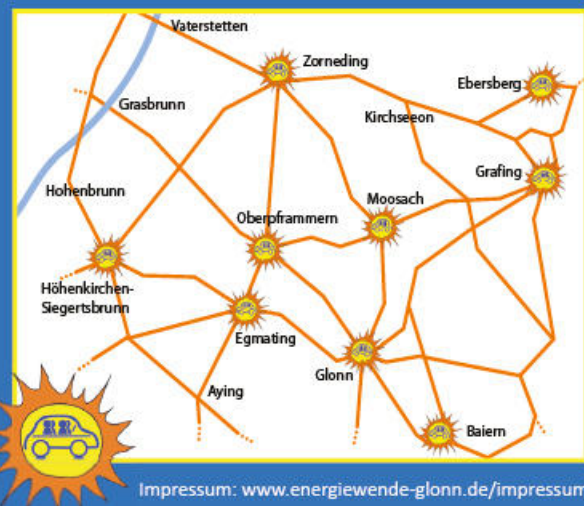 Vaterstetten
Zorneding
Ebersberg
Grasbrunn
Kirchseeon
Grafing
Hohenbrunn
Moosach
Oberpframmern
Höhenkirchen-
Siegertsbrunn
Egmating
Glonn
Aying
Baiern
Impressum: www.energiewende-glonn.de/impressum